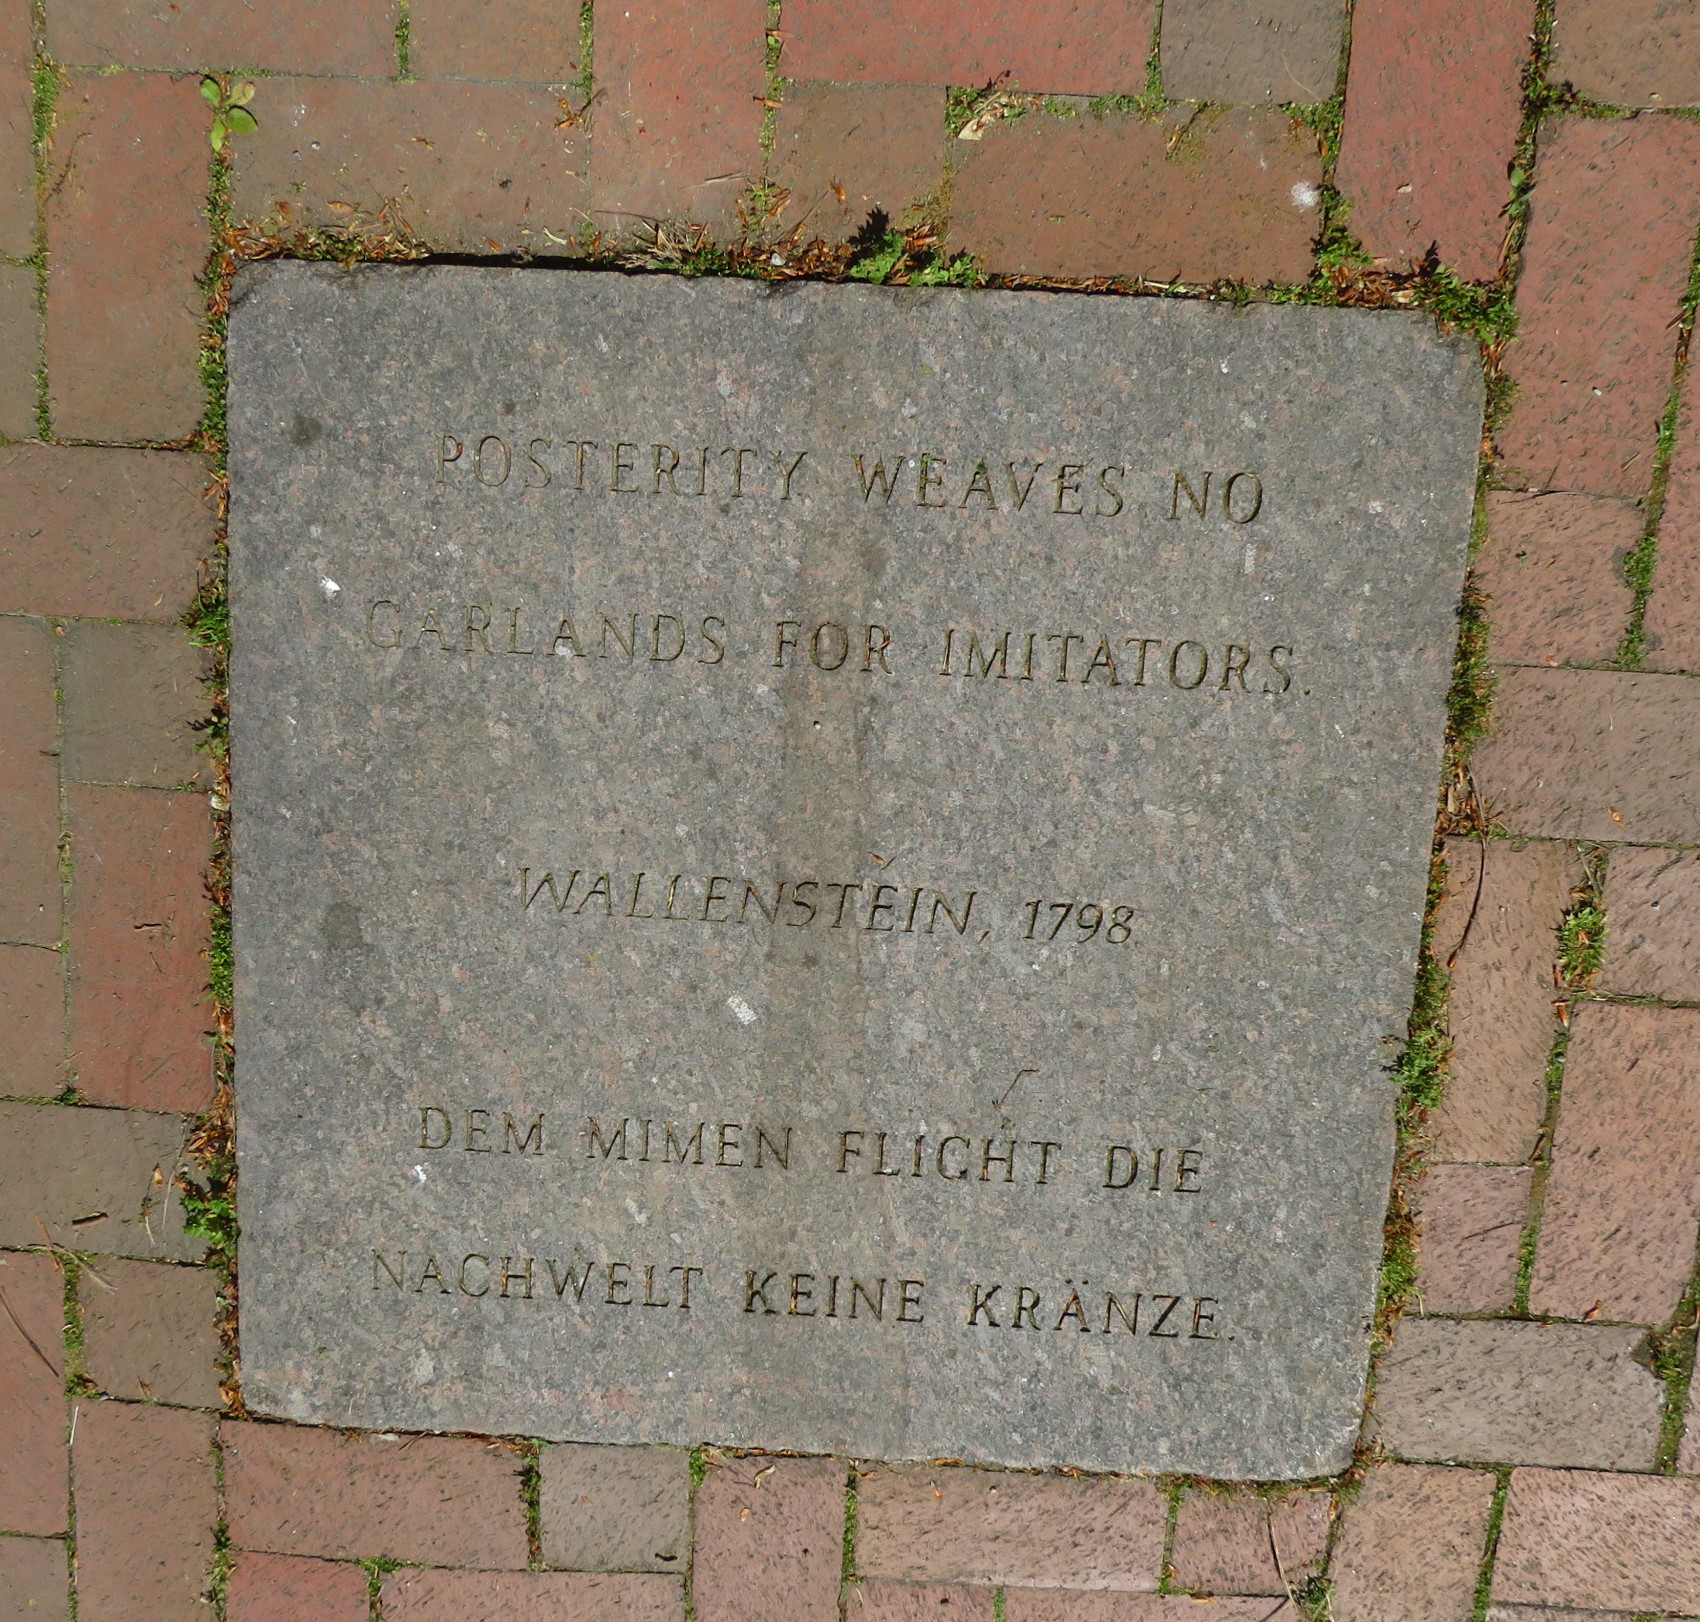 POSTERITY WEAVES NO
GARLANDS FOR IMITATORS.
WALLENSTEIN, 1798
DEM MIMEN FLICHT DIE
NACHWELT KEINE KRÄNZE.